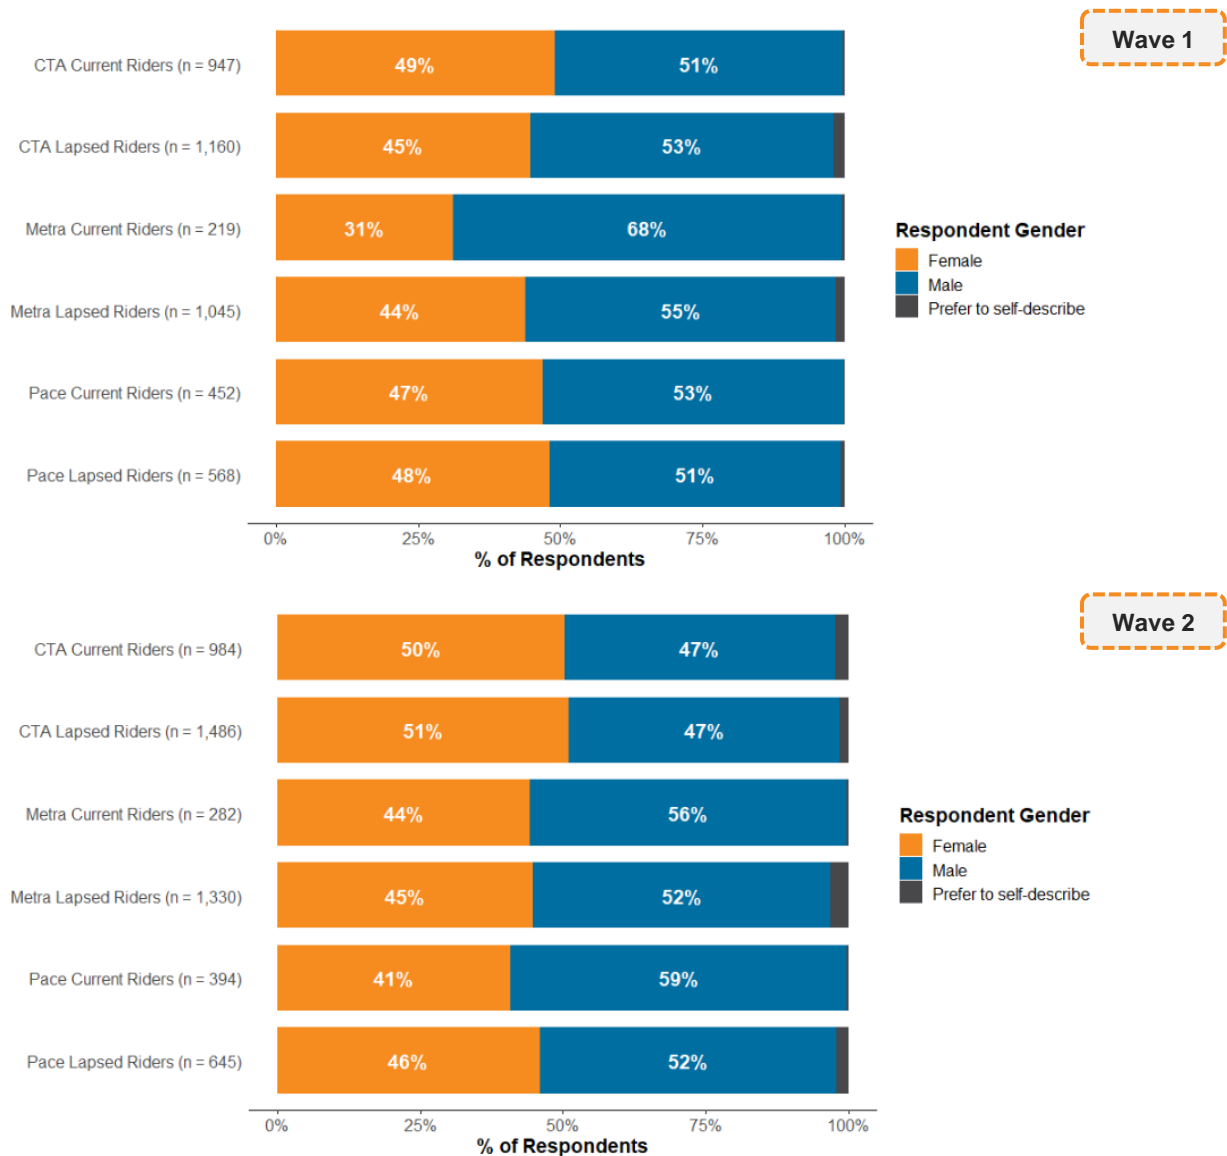 Wave 1
CTA Current Riders (n = 947) 49% 51%
CTA Lapsed Riders (n = 1,160) 45% 53%
Metra Current Riders (n = 219) 31% 68%
Metra Lapsed Riders (n = 1,045) 44% 55%
Pace Current Riders (n = 452) 47% 53%
Pace Lapsed Riders (n = 568) 48% 51%
0% 25% 50% 75% 100%
% of Respondents
Respondent Gender
Female
Male
Prefer to self-describe
Wave 2
CTA Current Riders (n = 984) 50% 47%
CTA Lapsed Riders (n = 1,486) 51% 47%
Metra Current Riders (n = 282) 44% 56%
Metra Lapsed Riders (n = 1,330) 45% 52%
Pace Current Riders (n = 394) 41% 59%
Pace Lapsed Riders (n = 645) 46% 52%
0% 25% 50% 75% 100%
% of Respondents
Respondent Gender
Female
Male
Prefer to self-describe